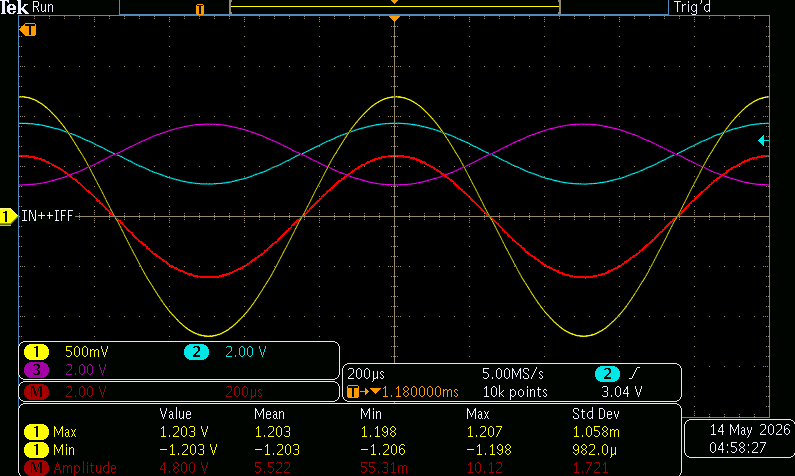 Tek Run Trig'd
T
T
1 IN++IFF
1 500mV 2 2.00 V
3 2.00 V
M 2.00 V 200µs
200µs 5.00MS/s 2
T→▼1.180000ms 10k points 3.04 V
Value Mean Min Max Std Dev
1 Max 1.203 V 1.203 1.198 1.207 1.058m
1 Min −1.203 V −1.203 −1.206 −1.198 982.0µ
M Amplitude 4.800 V 5.522 55.31m 10.12 1.721
14 May 2026
04:58:27